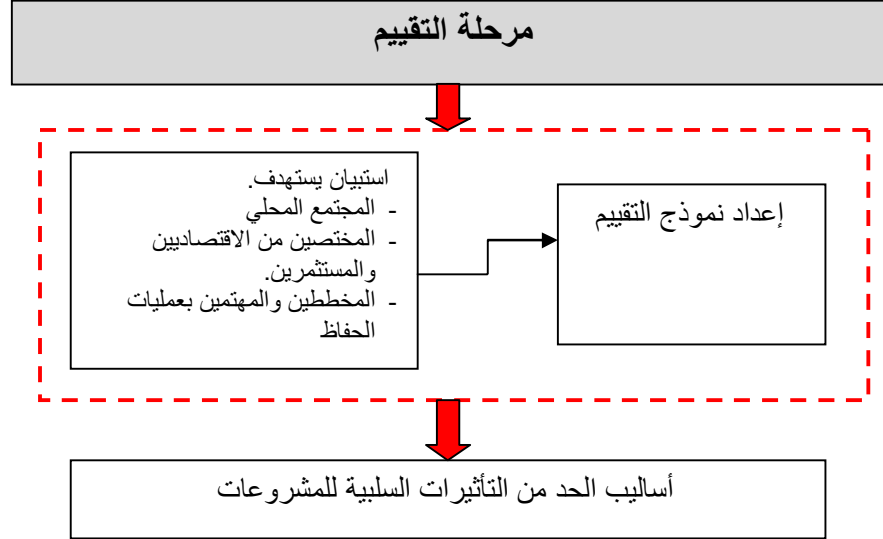 مرحلة التقييم
استبيان يستهدف.
- المجتمع المحلي
- المختصين من الاقتصاديين
والمستثمرين.
- المخططين والمهتمين بعمليات
الحفاظ
إعداد نموذج التقييم
أساليب الحد من التأثيرات السلبية للمشروعات